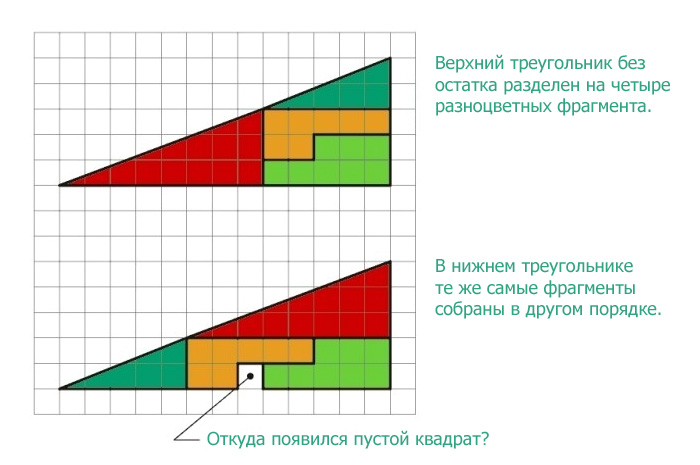 Верхний треугольник без
остатка разделен на четыре
разноцветных фрагмента.
В нижнем треугольнике
те же самые фрагменты
собраны в другом порядке.
Откуда появился пустой квадрат?